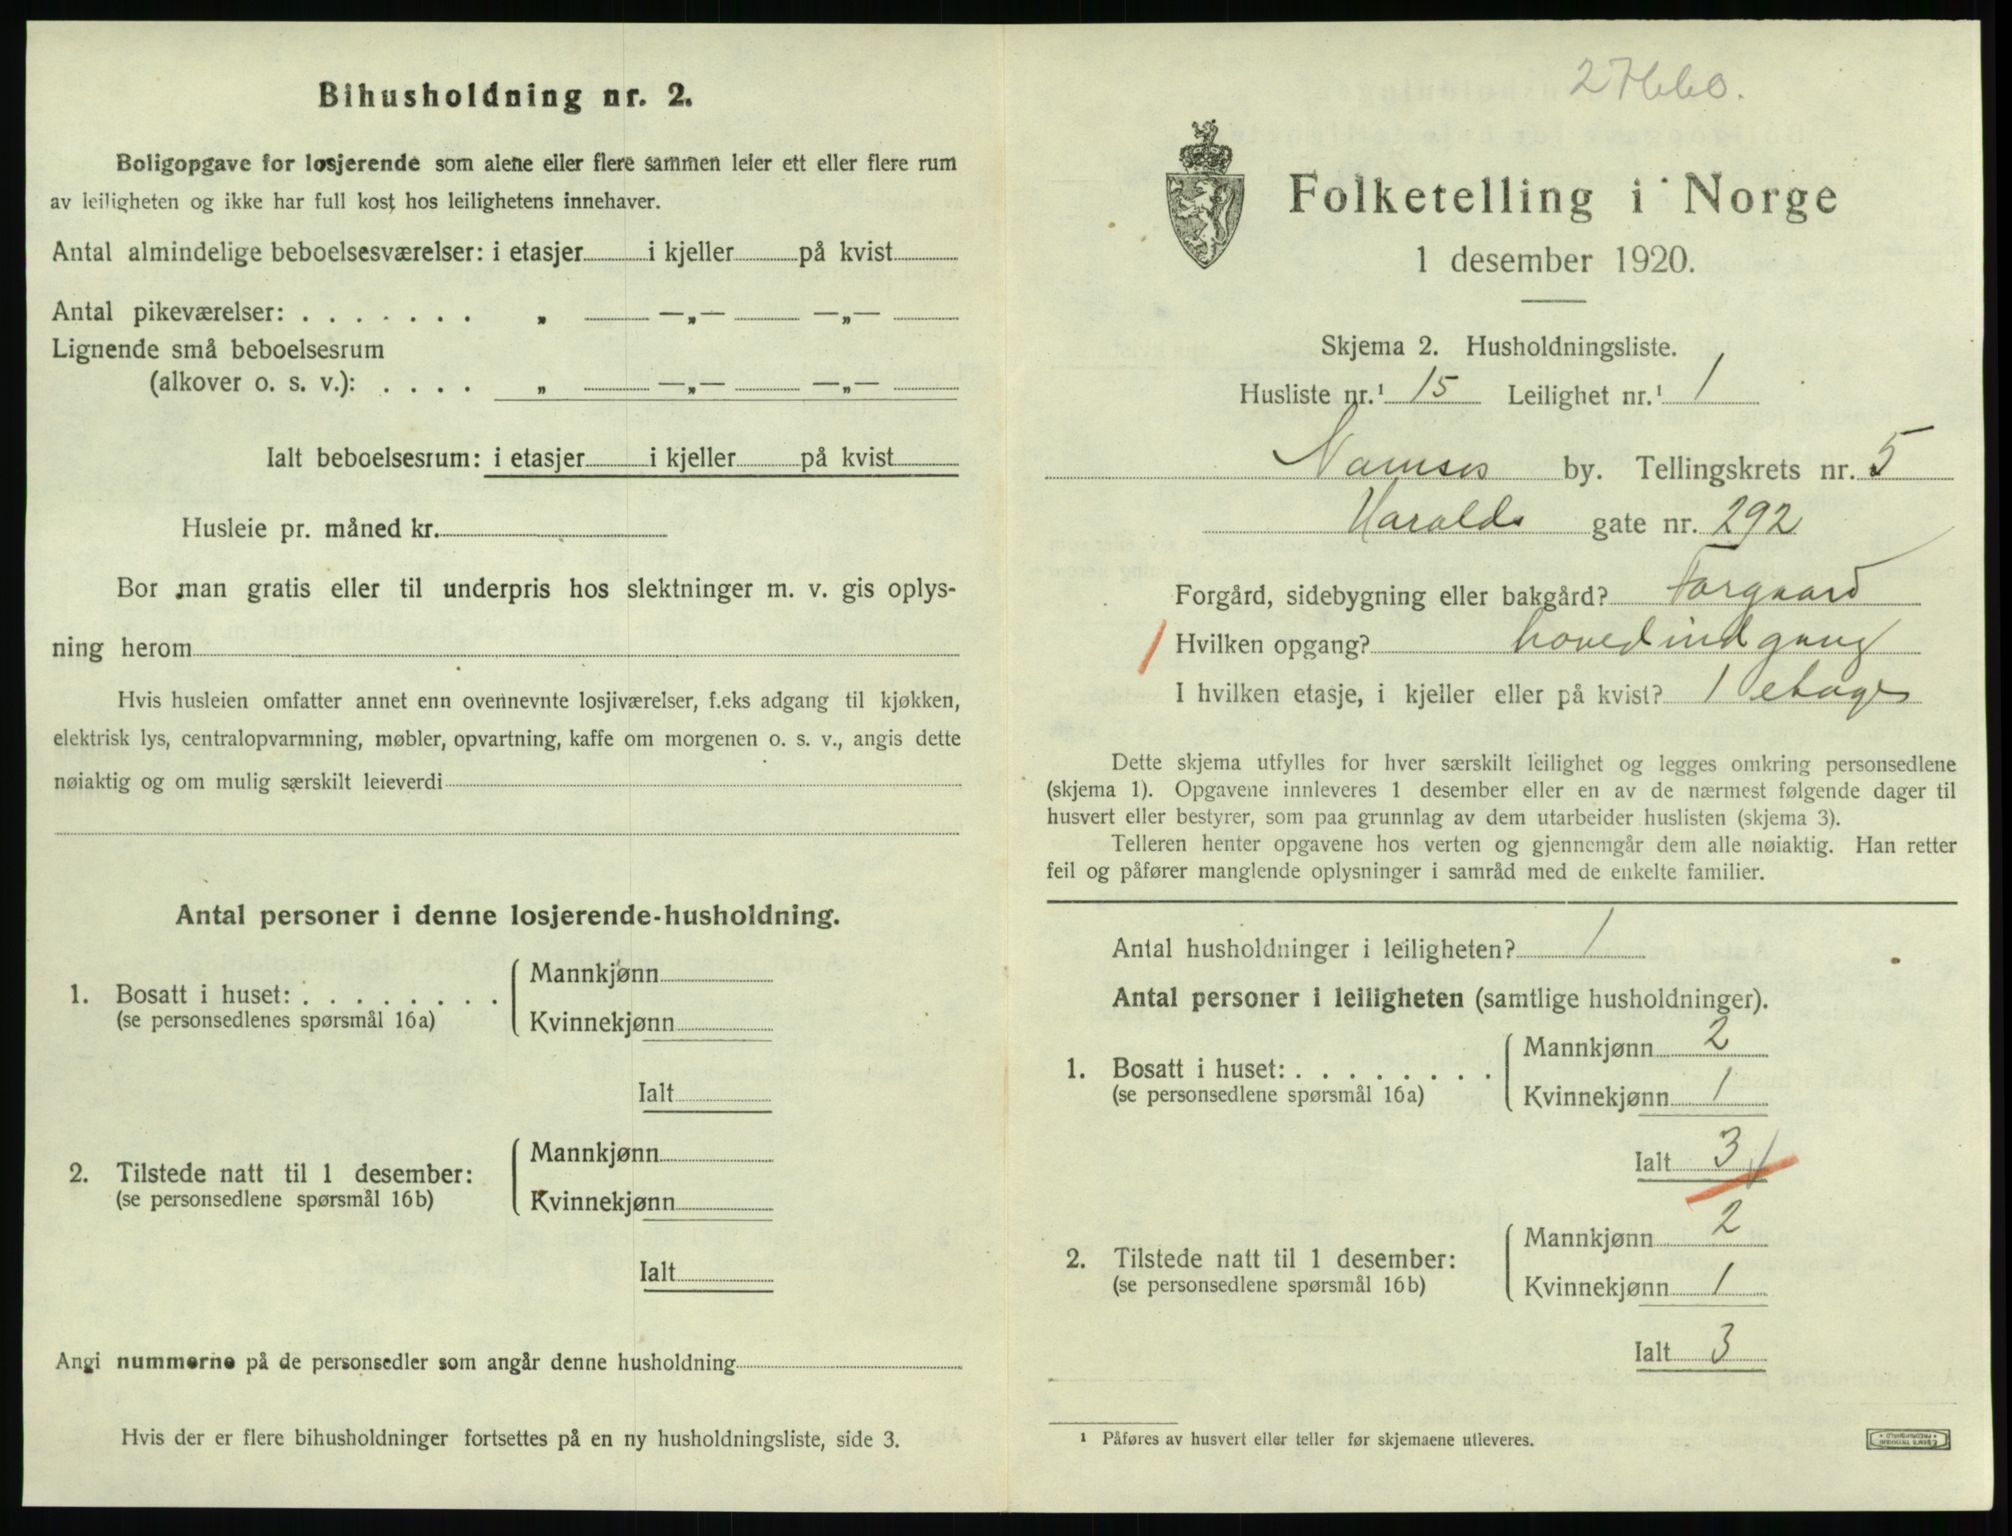 Bihusholdning nr. 2.
Boligopgave for losjerende som alene eller flere sammen leier ett eller flere rum
av leiligheten og ikke har full kost hos leilighetens innehaver.
Antal almindelige beboelsesværelser: i etasjer i kjeller på kvist
Antal pikeværelser: . . . . . . . „ —„— —„—
Lignende små beboelsesrum
(alkover o. s. v.): . . . . „ —„— —„—
Ialt beboelsesrum: i etasjer i kjeller på kvist
Husleie pr. måned kr.
Bor man gratis eller til underpris hos slektninger m. v. gis oplys-
ning herom
Hvis husleien omfatter annet enn ovennevnte losjiværelser, f.eks adgang til kjøkken,
elektrisk lys, centralopvarmning, møbler, opvartning, kaffe om morgenen o. s. v., angis dette
nøiaktig og om mulig særskilt leieverdi
Antal personer i denne losjerende-husholdning.
1. Bosatt i huset: . . . . . . . . Mannkjønn
(se personsedlenes spørsmål 16a) Kvinnekjønn
Ialt
2. Tilstede natt til 1 desember: Mannkjønn
(se personsedlene spørsmål 16b) Kvinnekjønn
Ialt
Angi nummerne på de personsedler som angår denne husholdning
Hvis der er flere bihusholdninger fortsettes på en ny husholdningsliste, side 3.
Folketelling i Norge
1 desember 1920.
Skjema 2. Husholdningsliste.
Husliste nr.¹ 15 Leilighet nr.¹ 1
Namsos by. Tellingskrets nr. 5
Haralds gate nr. 292
Forgård, sidebygning eller bakgård? Forgaard
Hvilken opgang? hovedindgang
I hvilken etasje, i kjeller eller på kvist? 1 etage
Dette skjema utfylles for hver særskilt leilighet og legges omkring personsedlene
(skjema 1). Opgavene innleveres 1 desember eller en av de nærmest følgende dager til
husvert eller bestyrer, som paa grunnlag av dem utarbeider huslisten (skjema 3).
Telleren henter opgavene hos verten og gjennemgår dem alle nøiaktig. Han retter
feil og påfører manglende oplysninger i samråd med de enkelte familier.
Antal husholdninger i leiligheten? 1
Antal personer i leiligheten (samtlige husholdninger).
1. Bosatt i huset: . . . . . . . . Mannkjønn 2
(se personsedlene spørsmål 16a) Kvinnekjønn 1
Ialt 3
2. Tilstede natt til 1 desember: Mannkjønn 2
(se personsedlene spørsmål 16b) Kvinnekjønn 1
Ialt 3
¹ Påføres av husvert eller teller før skjemaene utleveres.